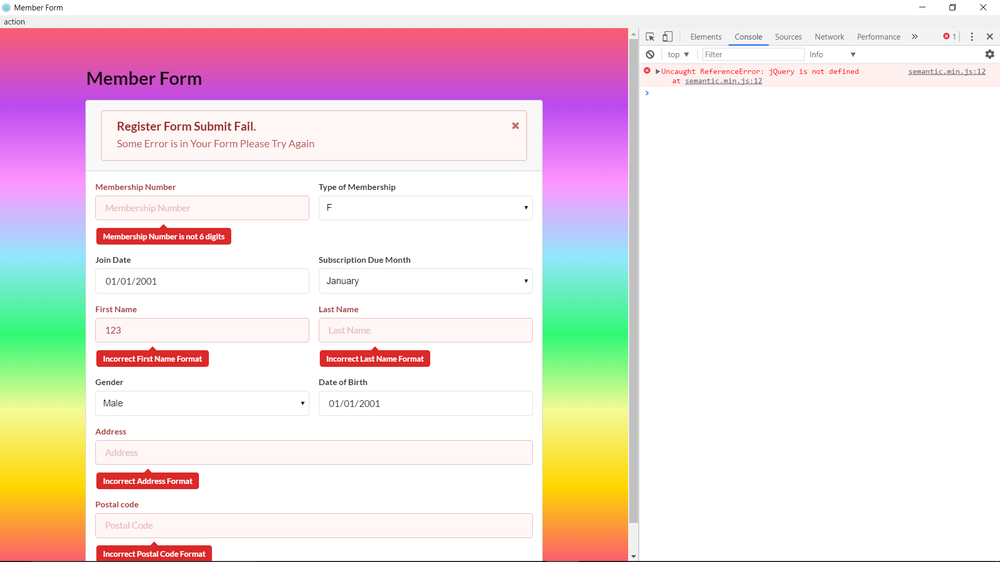 Member Form
action
Member Form
Register Form Submit Fail.
Some Error is in Your Form Please Try Again
Membership Number
Type of Membership
Membership Number
F
Membership Number is not 6 digits
Join Date
Subscription Due Month
01/01/2001
January
First Name
Last Name
123
Last Name
Incorrect First Name Format
Incorrect Last Name Format
Gender
Date of Birth
Male
01/01/2001
Address
Address
Incorrect Address Format
Postal code
Postal Code
Incorrect Postal Code Format
Elements Console Sources Network Performance » 1
top Filter Info
Uncaught ReferenceError: jQuery is not defined semantic.min.js:12
at semantic.min.js:12